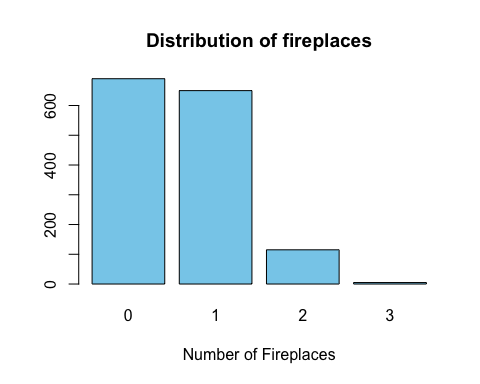 Distribution of fireplaces
600
400
200
0
0 1 2 3
Number of Fireplaces